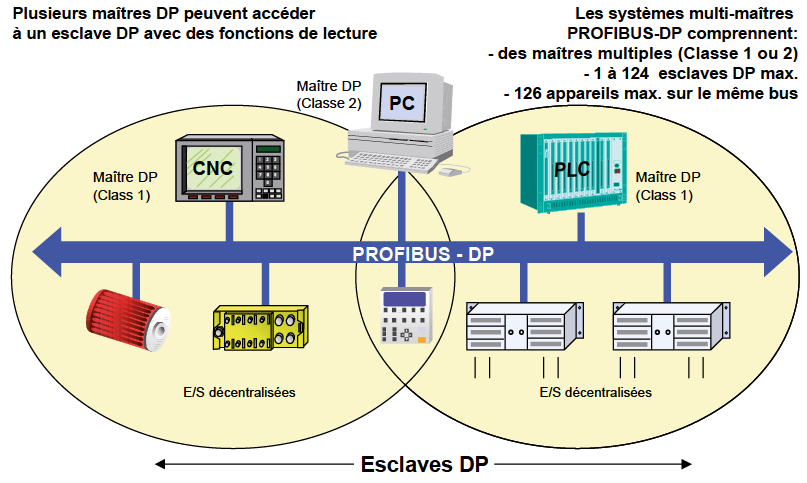 Plusieurs maîtres DP peuvent accéder
à un esclave DP avec des fonctions de lecture
Les systèmes multi-maîtres
PROFIBUS-DP comprennent:
- des maîtres multiples (Classe 1 ou 2)
- 1 à 124 esclaves DP max.
- 126 appareils max. sur le même bus
Maître DP
(Classe 2)
PC
Maître DP
(Class 1)
CNC
PLC
Maître DP
(Class 1)
PROFIBUS - DP
E/S décentralisées
E/S décentralisées
Esclaves DP